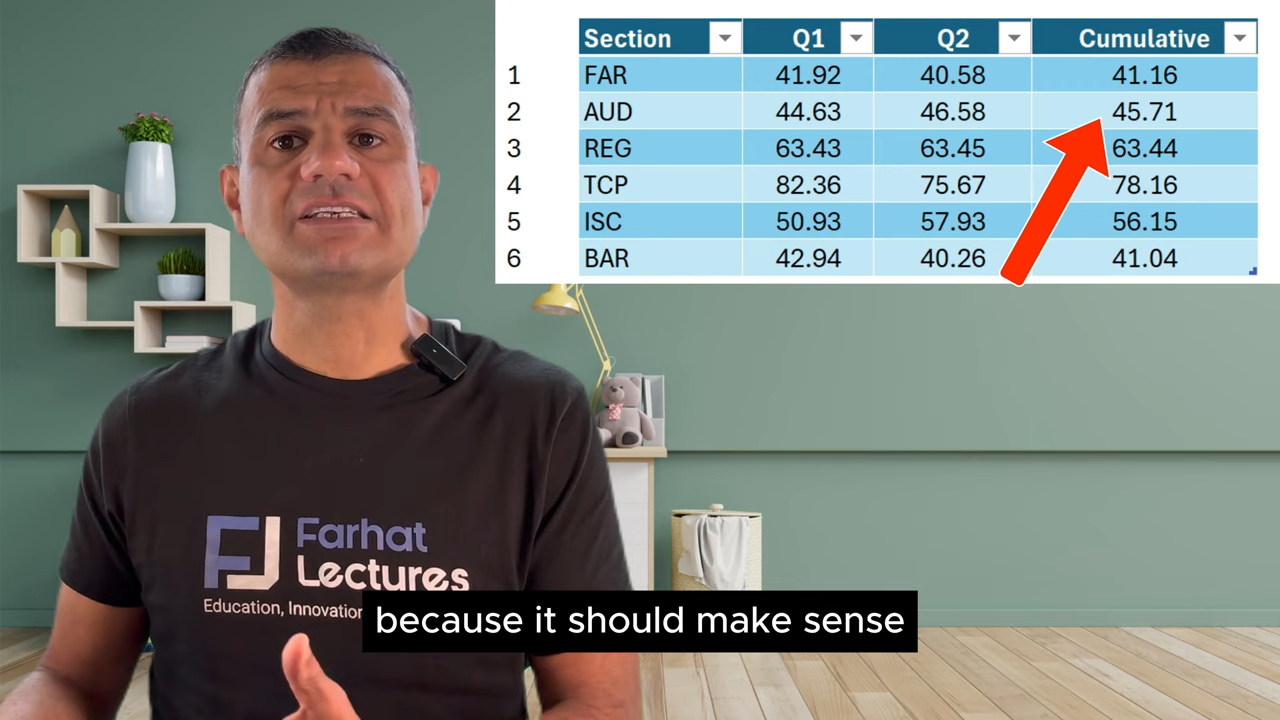 Section Q1 Q2 Cumulative
1 FAR 41.92 40.58 41.16
2 AUD 44.63 46.58 45.71
3 REG 63.43 63.45 63.44
4 TCP 82.36 75.67 78.16
5 ISC 50.93 57.93 56.15
6 BAR 42.94 40.26 41.04
FL Farhat
Lectures
Education, Innovation
because it should make sense